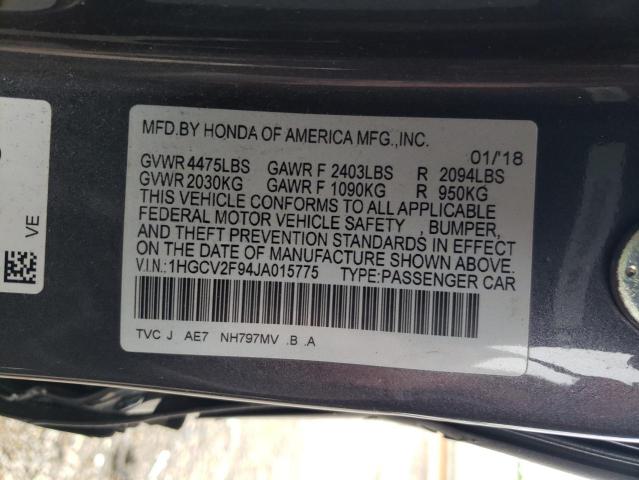 MFD.BY HONDA OF AMERICA MFG.,INC.
01/'18
GVWR 4475LBS GAWR F 2403LBS R 2094LBS
GVWR 2030KG GAWR F 1090KG R 950KG
THIS VEHICLE CONFORMS TO ALL APPLICABLE
FEDERAL MOTOR VEHICLE SAFETY , BUMPER,
AND THEFT PREVENTION STANDARDS IN EFFECT
ON THE DATE OF MANUFACTURE SHOWN ABOVE.
V.I.N.:1HGCV2F94JA015775 TYPE:PASSENGER CAR
TVC J AE7 NH797MV .B .A
VE